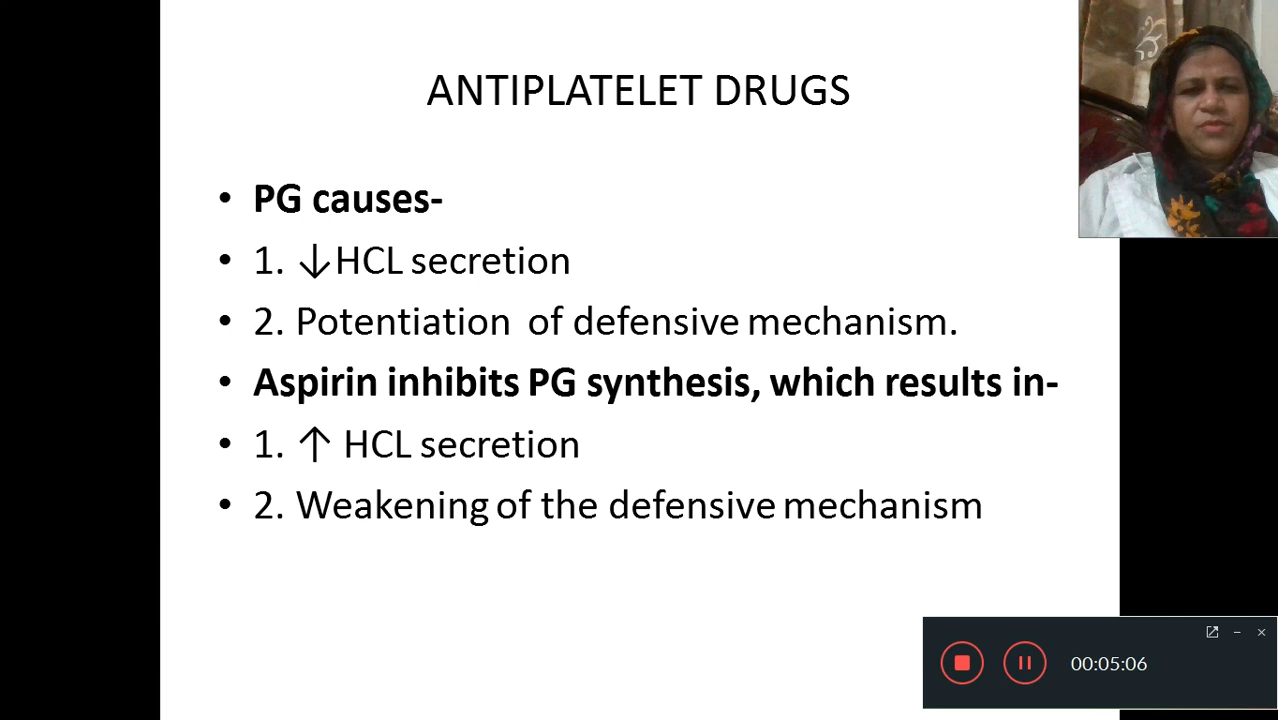 ANTIPLATELET DRUGS
• PG causes-
• 1. ↓HCL secretion
• 2. Potentiation of defensive mechanism.
• Aspirin inhibits PG synthesis, which results in-
• 1. ↑ HCL secretion
• 2. Weakening of the defensive mechanism
00:05:06